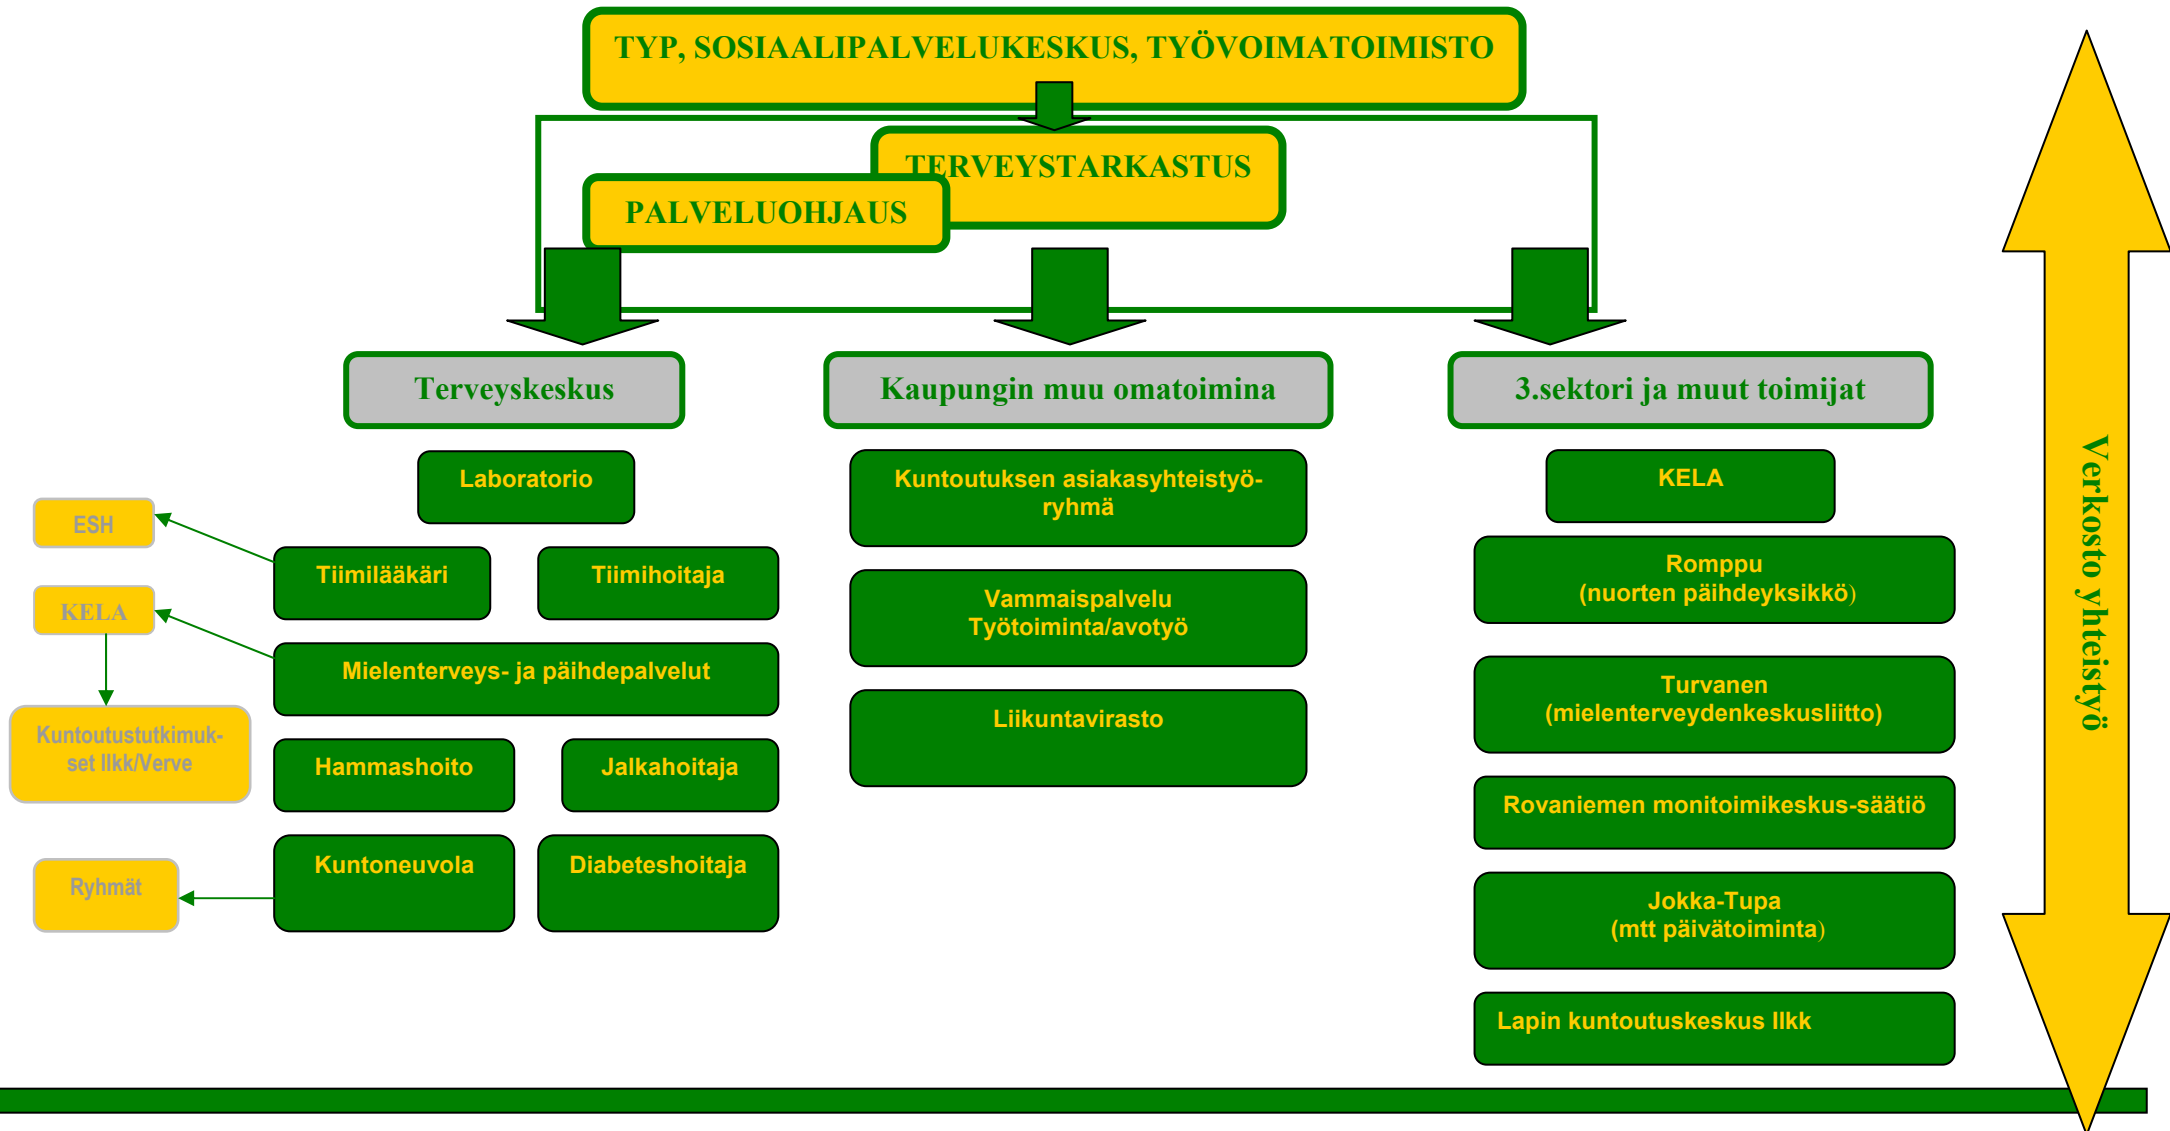 TYP, SOSIAALIPALVELUKESKUS, TYÖVOIMATOIMISTO
TERVEYSTARKASTUS
PALVELUOHJAUS
Terveyskeskus
Kaupungin muu omatoimina
3.sektori ja muut toimijat
Laboratorio
ESH
Tiimilääkäri
Tiimihoitaja
KELA
Mielenterveys- ja päihdepalvelut
Kuntoutustutkimuk-
set llkk/Verve
Hammashoito
Jalkahoitaja
Ryhmät
Kuntoneuvola
Diabeteshoitaja
Kuntoutuksen asiakasyhteistyö-
ryhmä
Vammaispalvelu
Työtoiminta/avotyö
Liikuntavirasto
KELA
Romppu
(nuorten päihdeyksikkö)
Turvanen
(mielenterveydenkeskusliitto)
Rovaniemen monitoimikeskus-säätiö
Jokka-Tupa
(mtt päivätoiminta)
Lapin kuntoutuskeskus llkk
Verkosto yhteistyö